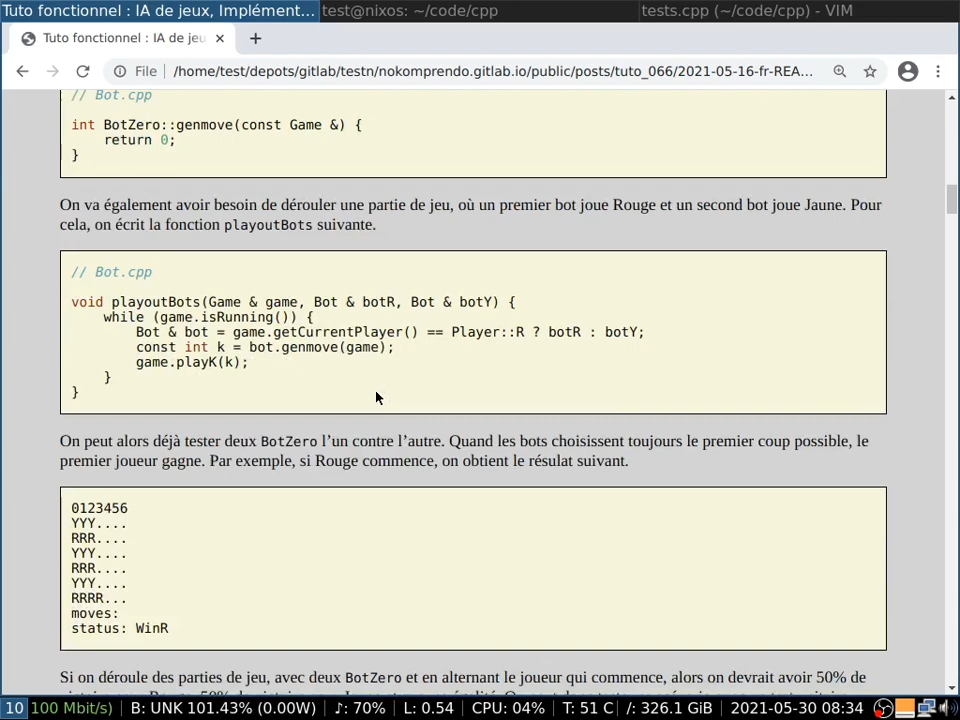 Tuto fonctionnel : IA de jeux, Implément... test@nixos: ~/code/cpp tests.cpp (~/code/cpp) - VIM
Tuto fonctionnel : IA de jeu
File /home/test/depots/gitlab/testn/nokomprendo.gitlab.io/public/posts/tuto_066/2021-05-16-fr-REA...
// Bot.cpp
int BotZero::genmove(const Game &) {
return 0;
}
On va également avoir besoin de dérouler une partie de jeu, où un premier bot joue Rouge et un second bot joue Jaune. Pour
cela, on écrit la fonction playoutBots suivante.
// Bot.cpp
void playoutBots(Game & game, Bot & botR, Bot & botY) {
while (game.isRunning()) {
Bot & bot = game.getCurrentPlayer() == Player::R ? botR : botY;
const int k = bot.genmove(game);
game.playK(k);
}
}
On peut alors déjà tester deux BotZero l'un contre l'autre. Quand les bots choisissent toujours le premier coup possible, le
premier joueur gagne. Par exemple, si Rouge commence, on obtient le résulat suivant.
0123456
YYY....
RRR....
YYY....
RRR....
YYY....
RRRR...
moves:
status: WinR
Si on déroule des parties de jeu, avec deux BotZero et en alternant le joueur qui commence, alors on devrait avoir 50% de
10 100 Mbit/s) B: UNK 101.43% (0.00W) ♪: 70% L: 0.54 CPU: 04% T: 51 C /: 326.1 GiB 2021-05-30 08:34